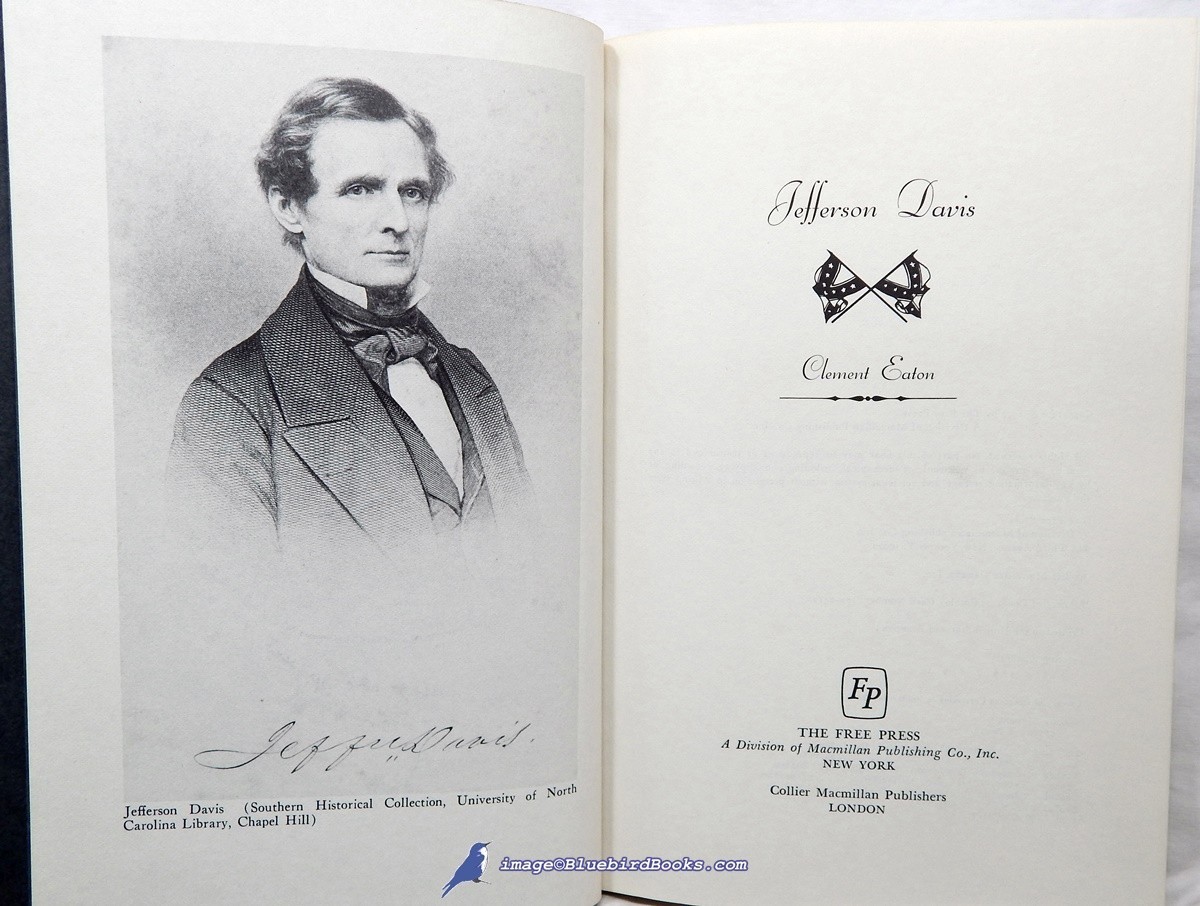 Jeffer. Davis.
Jefferson Davis (Southern Historical Collection, University of North
Carolina Library, Chapel Hill)
Jefferson Davis
Clement Eaton
FP
THE FREE PRESS
A Division of Macmillan Publishing Co., Inc.
NEW YORK
Collier Macmillan Publishers
LONDON
image©BluebirdBooks.com